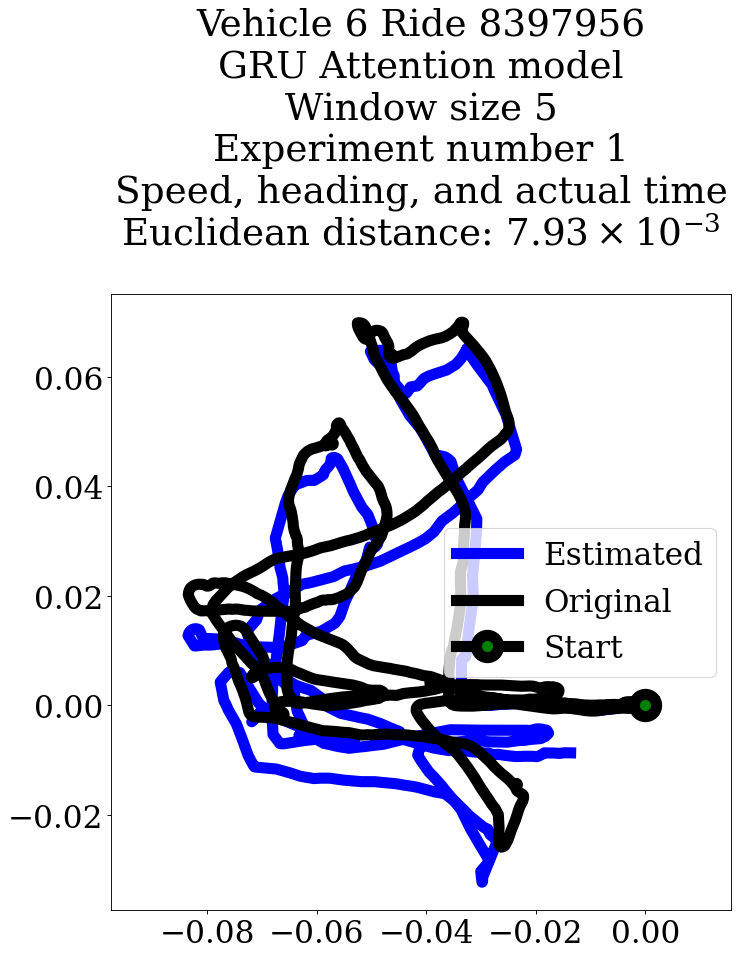 Vehicle 6 Ride 8397956
GRU Attention model
Window size 5
Experiment number 1
Speed, heading, and actual time
Euclidean distance: 7.93 × 10⁻³
0.06
0.04
0.02
0.00
−0.02
Estimated
Original
Start
−0.08 −0.06 −0.04 −0.02 0.00